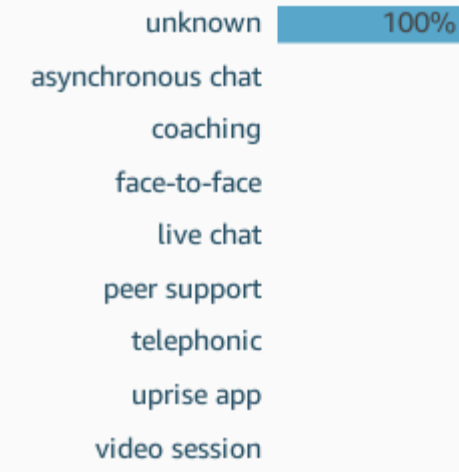 unknown 100%
asynchronous chat
coaching
face-to-face
live chat
peer support
telephonic
uprise app
video session